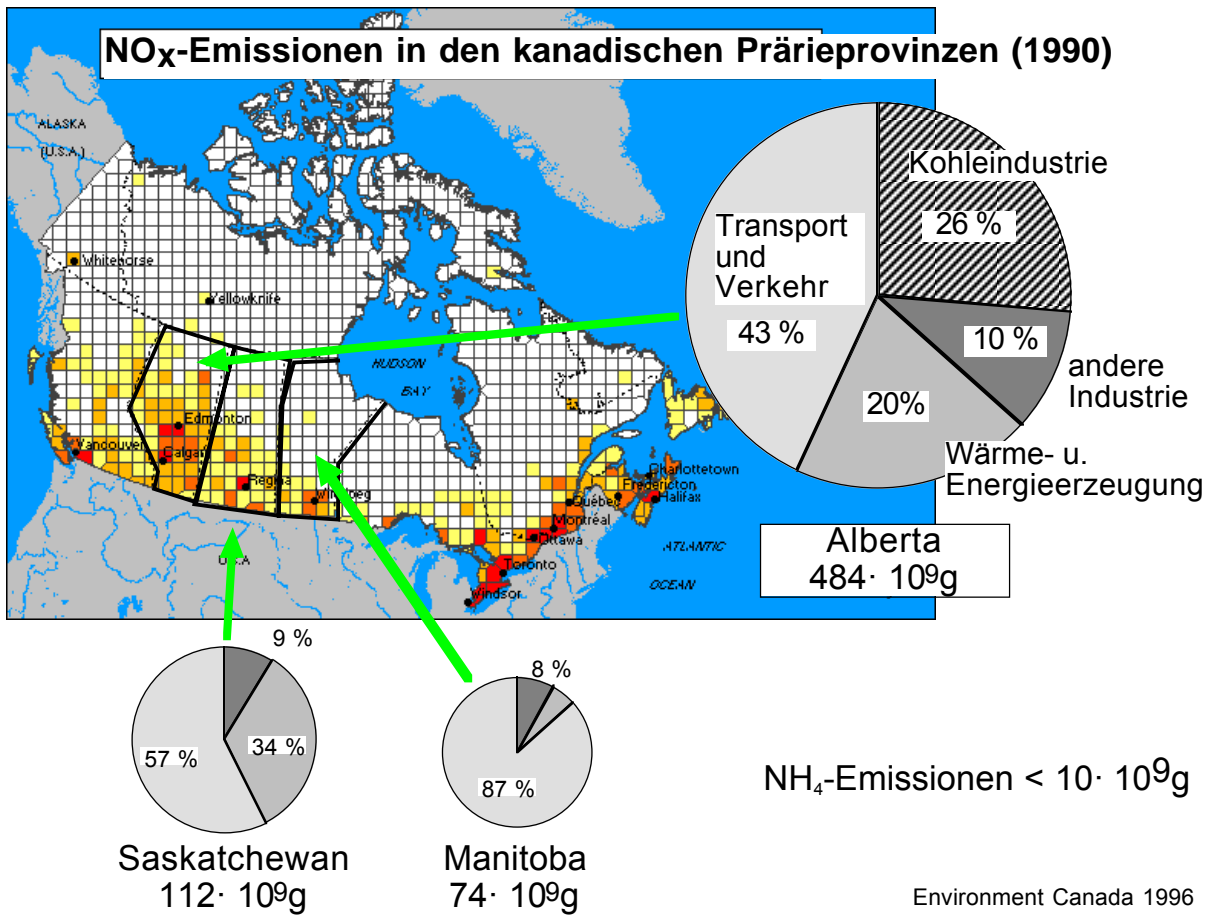 NOx-Emissionen in den kanadischen Prärieprovinzen (1990)
ALASKA
(U.S.A.)
Whitehorse
Yellowknife
HUDSON
BAY
Edmonton
Vancouver
Calgary
Regina
Winnipeg
U.S.A
Charlottetown
Fredericton
Halifax
Québec
Montréal
Ottawa
Toronto
Windsor
ATLANTIC
OCEAN
Kohleindustrie
26 %
Transport
und
Verkehr
43 %
10 %
andere
Industrie
20%
Wärme- u.
Energieerzeugung
Alberta
484· 10⁹g
9 %
57 %
34 %
Saskatchewan
112· 10⁹g
8 %
87 %
Manitoba
74· 10⁹g
NH₄-Emissionen < 10· 10⁹g
Environment Canada 1996